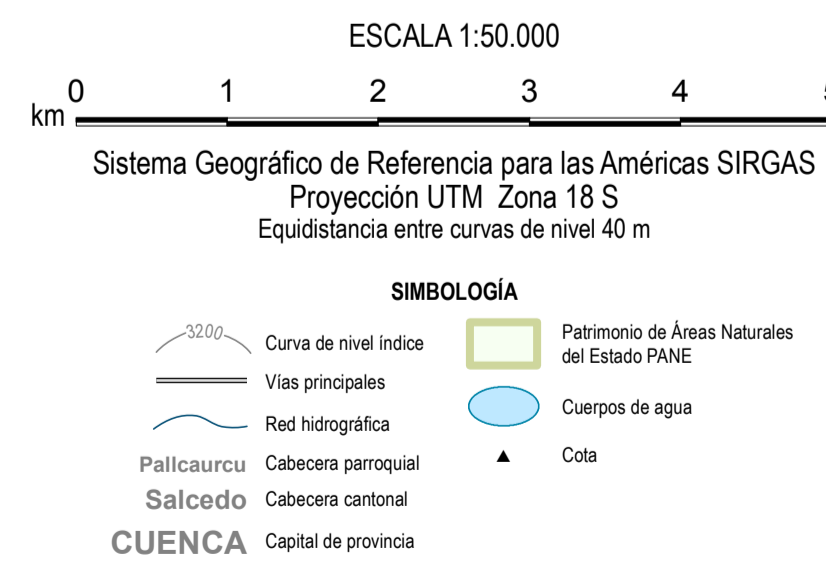 ESCALA 1:50.000
0 1 2 3 4
km
Sistema Geográfico de Referencia para las Américas SIRGAS
Proyección UTM Zona 18 S
Equidistancia entre curvas de nivel 40 m
SIMBOLOGÍA
3200
Curva de nivel índice
Vías principales
Red hidrográfica
Pallcaurcu Cabecera parroquial
Salcedo Cabecera cantonal
CUENCA Capital de provincia
Patrimonio de Áreas Naturales
del Estado PANE
Cuerpos de agua
Cota